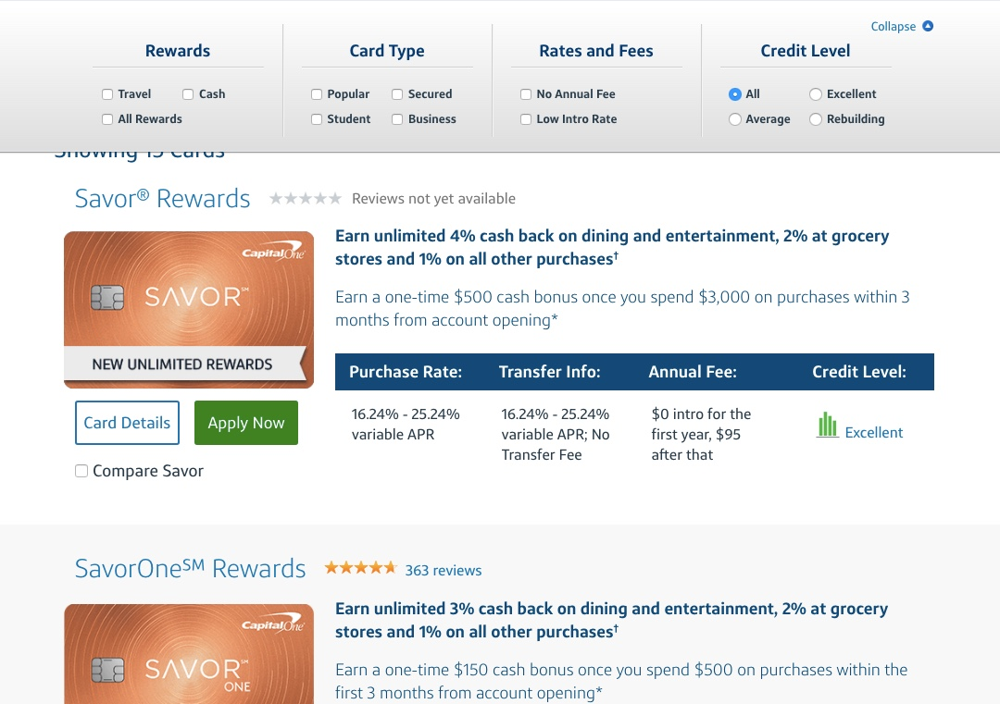 Collapse
Rewards
Travel
Cash
All Rewards
Card Type
Popular
Secured
Student
Business
Rates and Fees
No Annual Fee
Low Intro Rate
Credit Level
All
Excellent
Average
Rebuilding
Showing 15 Cards
Savor® Rewards
Reviews not yet available
Capital One
SAVOR℠
NEW UNLIMITED REWARDS
Card Details
Apply Now
Compare Savor
Earn unlimited 4% cash back on dining and entertainment, 2% at grocery
stores and 1% on all other purchases†
Earn a one-time $500 cash bonus once you spend $3,000 on purchases within 3
months from account opening*
Purchase Rate:
Transfer Info:
Annual Fee:
Credit Level:
16.24% - 25.24%
variable APR
16.24% - 25.24%
variable APR; No
Transfer Fee
$0 intro for the
first year, $95
after that
Excellent
SavorOne℠ Rewards
363 reviews
Capital One
SAVOR℠
ONE
Earn unlimited 3% cash back on dining and entertainment, 2% at grocery
stores and 1% on all other purchases†
Earn a one-time $150 cash bonus once you spend $500 on purchases within the
first 3 months from account opening*